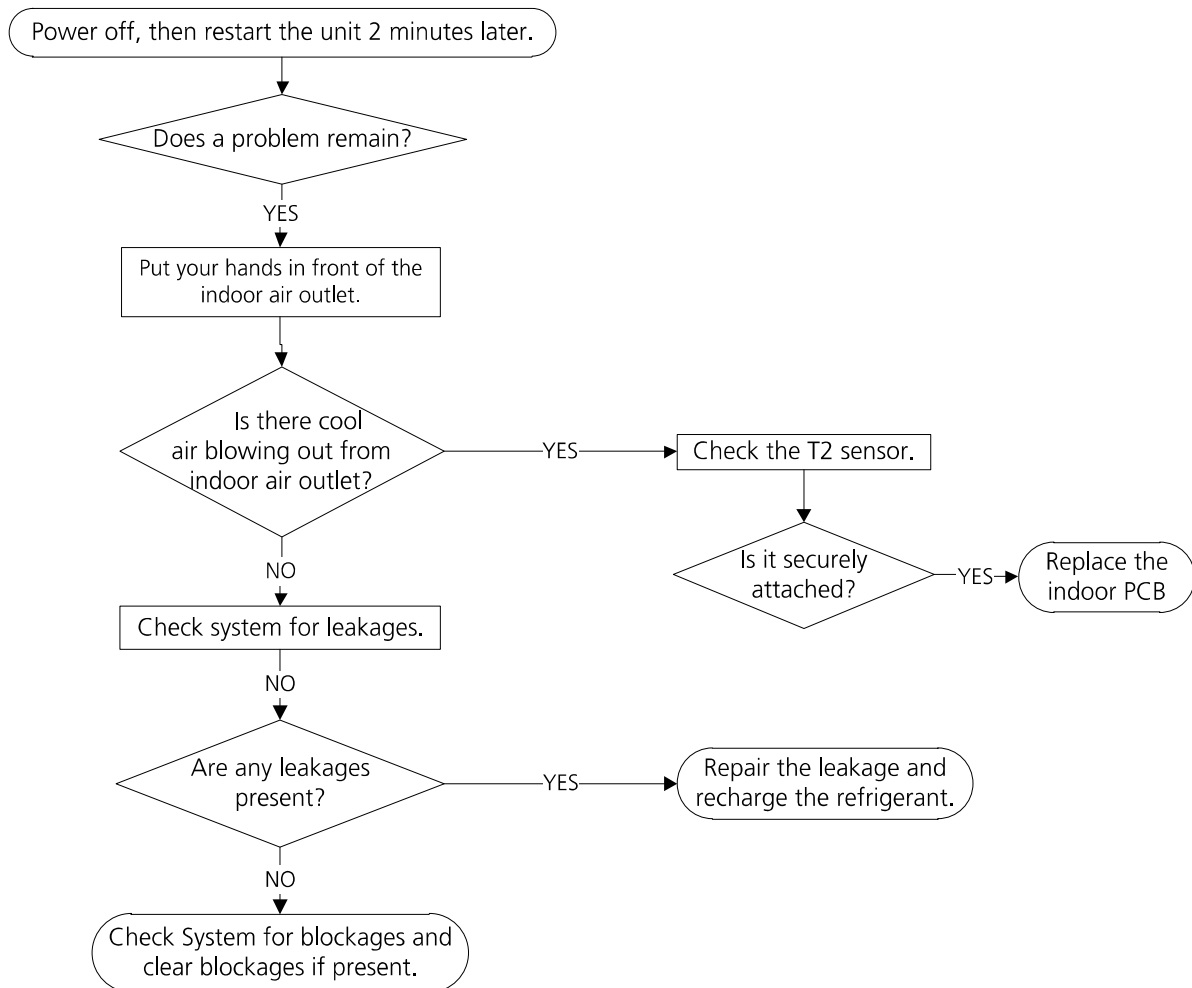 Power off, then restart the unit 2 minutes later.
Does a problem remain?
YES
Put your hands in front of the
indoor air outlet.
Is there cool
air blowing out from
indoor air outlet?
YES
Check the T2 sensor.
Is it securely
attached?
YES
Replace the
indoor PCB
NO
Check system for leakages.
NO
Are any leakages
present?
YES
Repair the leakage and
recharge the refrigerant.
NO
Check System for blockages and
clear blockages if present.